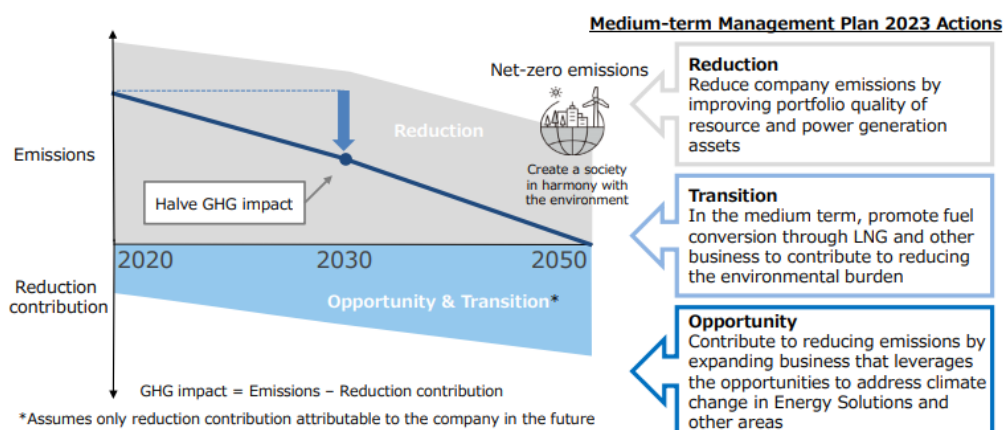 Medium-term Management Plan 2023 Actions
Emissions
Reduction
contribution
Reduction
Net-zero emissions
Create a society
in harmony with
the environment
Halve GHG impact
2020
2030
2050
Opportunity & Transition*
GHG impact = Emissions – Reduction contribution
*Assumes only reduction contribution attributable to the company in the future
Reduction
Reduce company emissions by
improving portfolio quality of
resource and power generation
assets
Transition
In the medium term, promote fuel
conversion through LNG and other
business to contribute to reducing
the environmental burden
Opportunity
Contribute to reducing emissions by
expanding business that leverages
the opportunities to address climate
change in Energy Solutions and
other areas